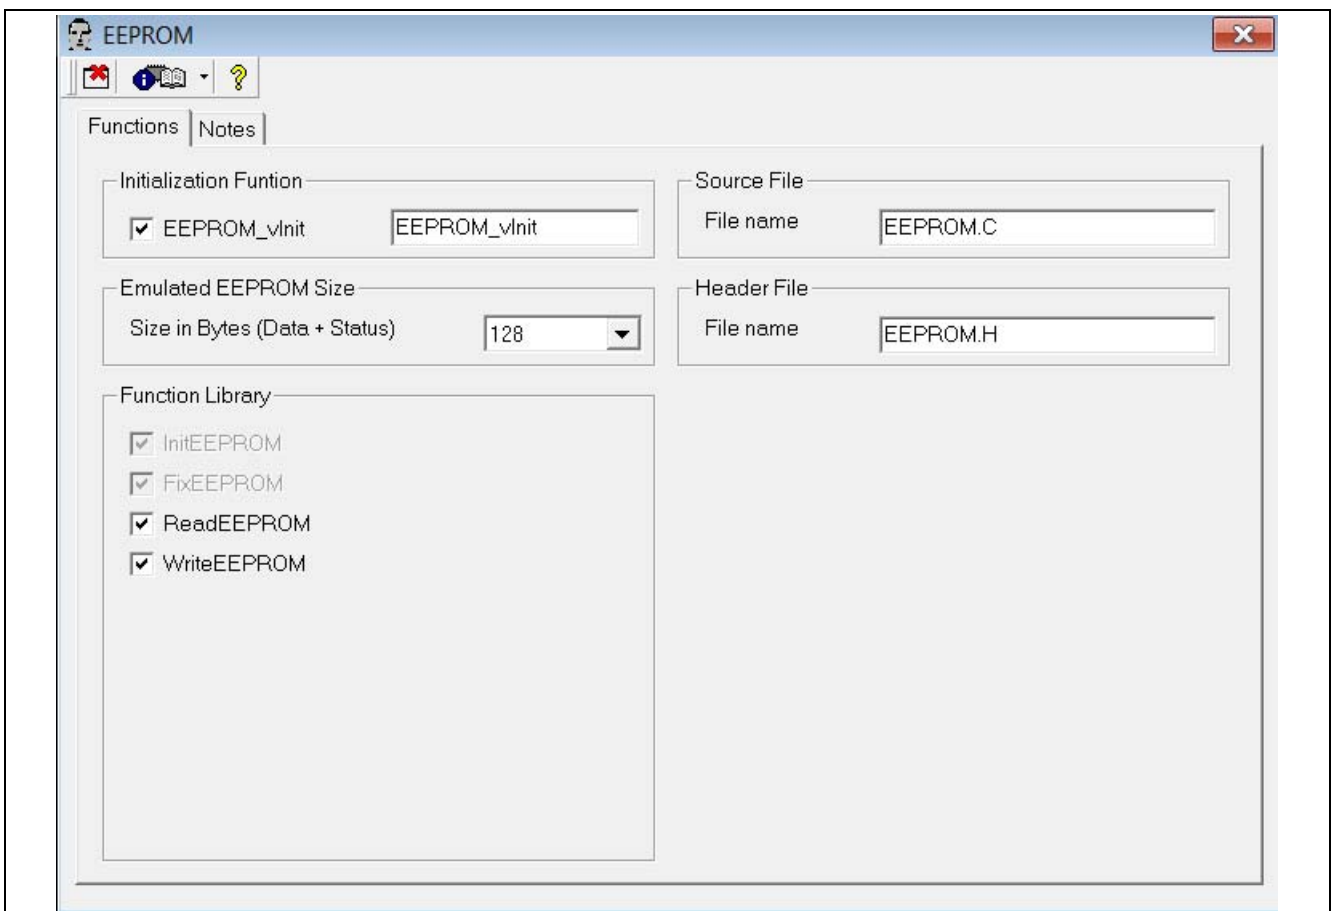 EEPROM
Functions
Notes
Initialization Funtion
EEPROM_vInit
EEPROM_vInit
Emulated EEPROM Size
Size in Bytes (Data + Status)
128
Function Library
InitEEPROM
FixEEPROM
ReadEEPROM
WriteEEPROM
Source File
File name
EEPROM.C
Header File
File name
EEPROM.H